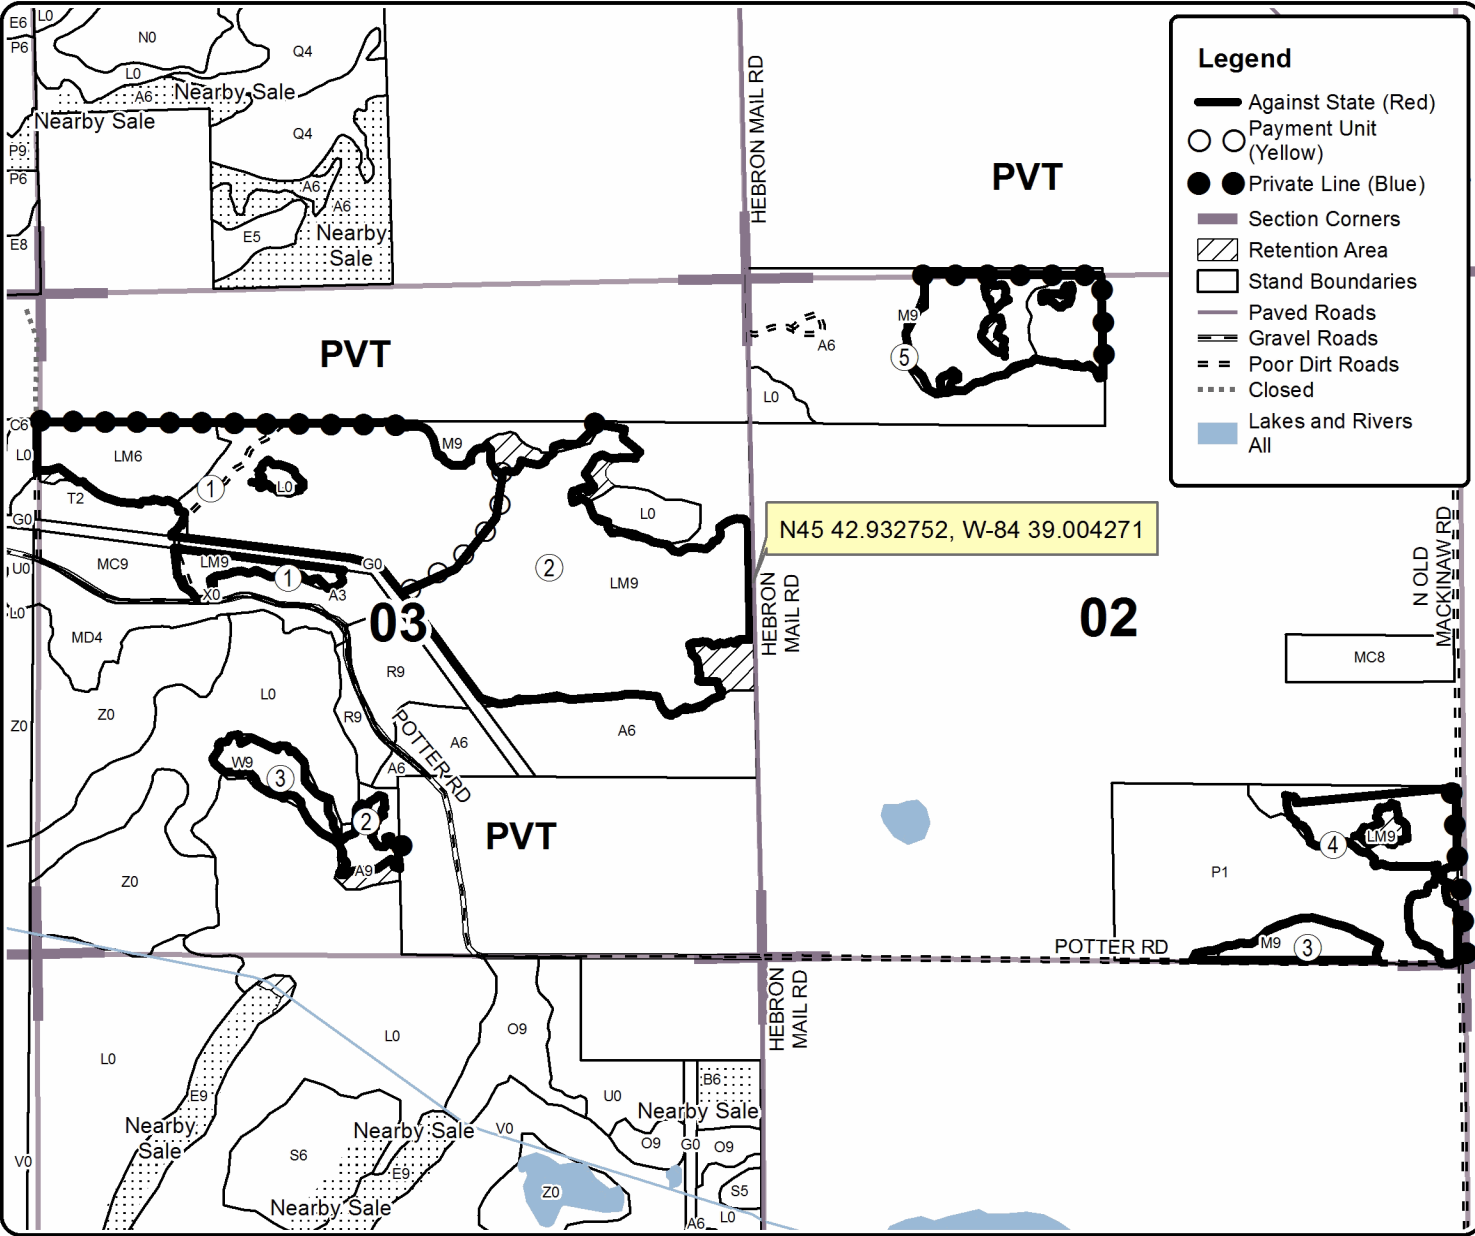 E6
L0
P6
N0
Q4
L0
A6
Nearby Sale
Nearby Sale
Q4
P9
P6
A6
A6
E5
E8
Nearby
Sale
HEBRON MAIL RD
PVT
Legend
Against State (Red)
Payment Unit
(Yellow)
Private Line (Blue)
Section Corners
Retention Area
Stand Boundaries
Paved Roads
Gravel Roads
Poor Dirt Roads
Closed
Lakes and Rivers
All
PVT
M9
A6
5
L0
C6
L0
LM6
M9
1
L0
T2
G0
L0
N45 42.932752, W-84 39.004271
U0
MC9
LM9
G0
1
X0
A3
2
LM9
HEBRON
MAIL RD
N OLD
MACKINAW RD
L0
03
02
MD4
R9
MC8
L0
Z0
R9
Z0
POTTER RD
A6
A6
A6
W9
3
2
A9
PVT
4
LM9
P1
Z0
POTTER RD
M9
3
HEBRON
MAIL RD
L0
L0
O9
E9
U0
B6
Nearby Sale
Nearby
Sale
Nearby Sale
V0
O9
G0
O9
S6
E9
V0
Z0
S5
Nearby Sale
A6
L0